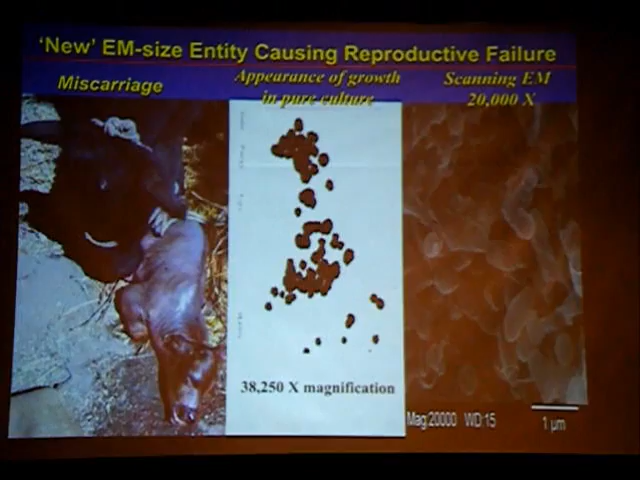 ‘New’ EM-size Entity Causing Reproductive Failure
Miscarriage
Appearance of growth
in pure culture
Scanning EM
20,000 X
38,250 X magnification
Mag:20000 WD:15
1 µm